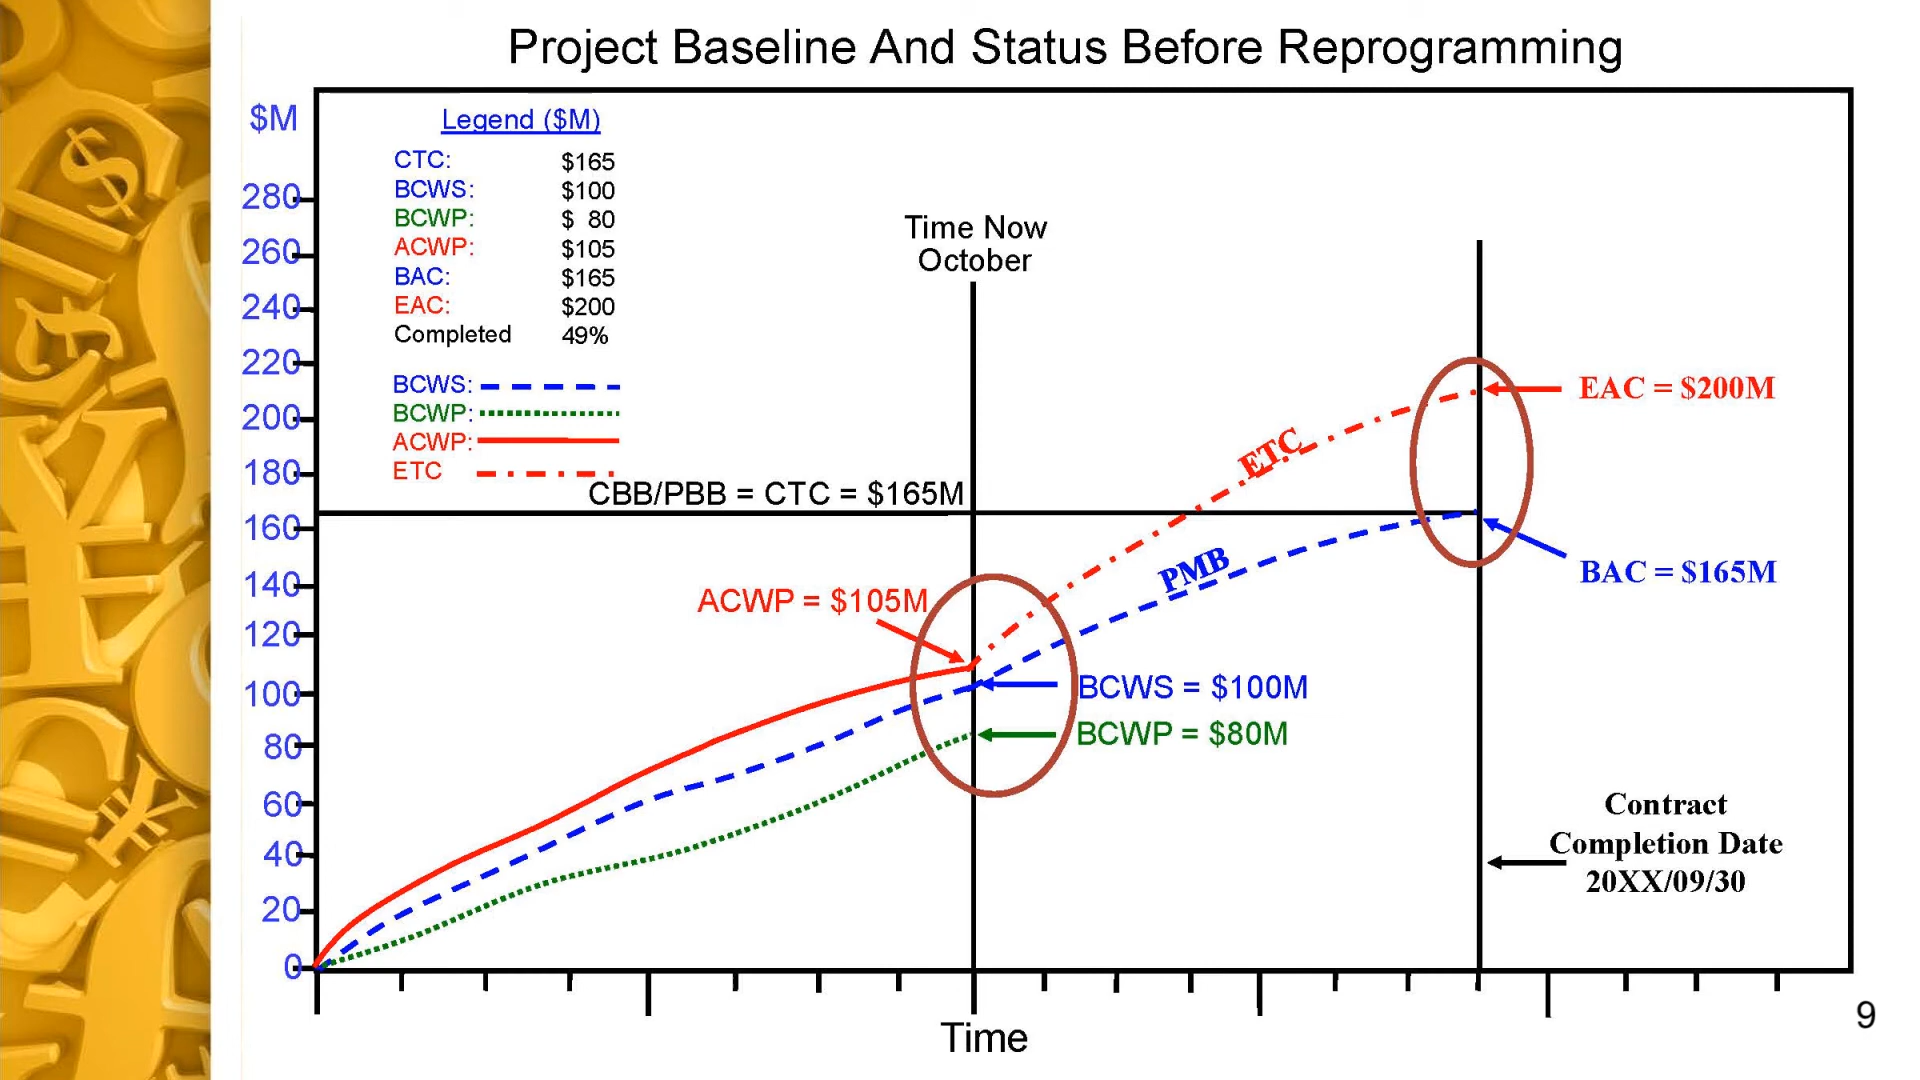 Project Baseline And Status Before Reprogramming
$M
280
260
240
220
200
180
160
140
120
100
80
60
40
20
0
Legend ($M)
CTC: $165
BCWS: $100
BCWP: $ 80
ACWP: $105
BAC: $165
EAC: $200
Completed 49%
BCWS:
BCWP:
ACWP:
ETC
CBB/PBB = CTC = $165M
Time Now
October
ACWP = $105M
ETC
PMB
BCWS = $100M
BCWP = $80M
EAC = $200M
BAC = $165M
Contract
Completion Date
20XX/09/30
Time
9